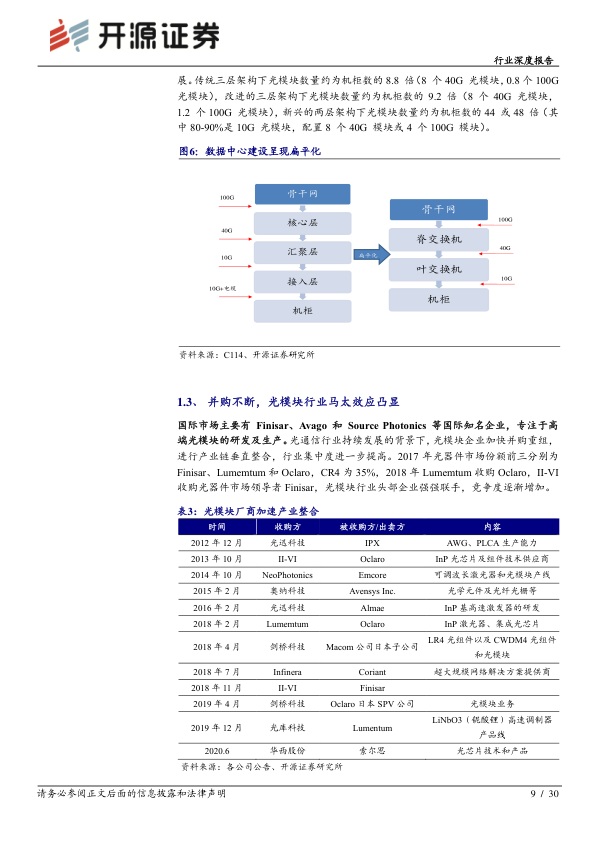 开源证券
行业深度报告
展。传统三层架构下光模块数量约为机柜数的 8.8 倍（8 个 40G 光模块，0.8 个 100G
光模块），改进的三层架构下光模块数量约为机柜数的 9.2 倍（8 个 40G 光模块，
1.2 个 100G 光模块），新兴的两层架构下光模块数量约为机柜数的 44 或 48 倍（其
中 80-90%是 10G 光模块，配置 8 个 40G 模块或 4 个 100G 模块）。
图6：数据中心建设呈现扁平化
骨干网
100G
核心层
40G
汇聚层
10G
接入层
10G+电缆
机柜
扁平化
骨干网
100G
脊交换机
40G
叶交换机
10G
机柜
资料来源：C114、开源证券研究所
1.3、 并购不断，光模块行业马太效应凸显
国际市场主要有 Finisar、Avago 和 Source Photonics 等国际知名企业，专注于高
端光模块的研发及生产。光通信行业持续发展的背景下，光模块企业加快并购重组，
进行产业链垂直整合，行业集中度进一步提高。2017 年光器件市场份额前三分别为
Finisar、Lumemtum 和 Oclaro，CR4 为 35%，2018 年 Lumemtum 收购 Oclaro，II-VI
收购光器件市场领导者 Finisar，光模块行业头部企业强强联手，竞争度逐渐增加。
表3：光模块厂商加速产业整合
时间 收购方 被收购方/出卖方 内容
2012 年 12 月 光迅科技 IPX AWG、PLCA 生产能力
2013 年 10 月 II-VI Oclaro InP 光芯片及组件技术供应商
2014 年 10 月 NeoPhotonics Emcore 可调波长激光器和光模块产线
2015 年 2 月 奥纳科技 Avensys Inc. 光学元件及光纤光栅等
2016 年 2 月 光迅科技 Almae InP 基高速激发器的研发
2018 年 2 月 Lumemtum Oclaro InP 激光器、集成光芯片
2018 年 4 月 剑桥科技 Macom 公司日本子公司 LR4 光组件以及 CWDM4 光组件
和光模块
2018 年 7 月 Infinera Coriant 超大规模网络解决方案提供商
2018 年 11 月 II-VI Finisar
2019 年 4 月 剑桥科技 Oclaro 日本 SPV 公司 光模块业务
2019 年 12 月 光库科技 Lumentum LiNbO3（铌酸锂）高速调制器
产品线
2020.6 华西股份 索尔思 光芯片技术和产品
资料来源：各公司公告、开源证券研究所
请务必参阅正文后面的信息披露和法律声明
9 / 30